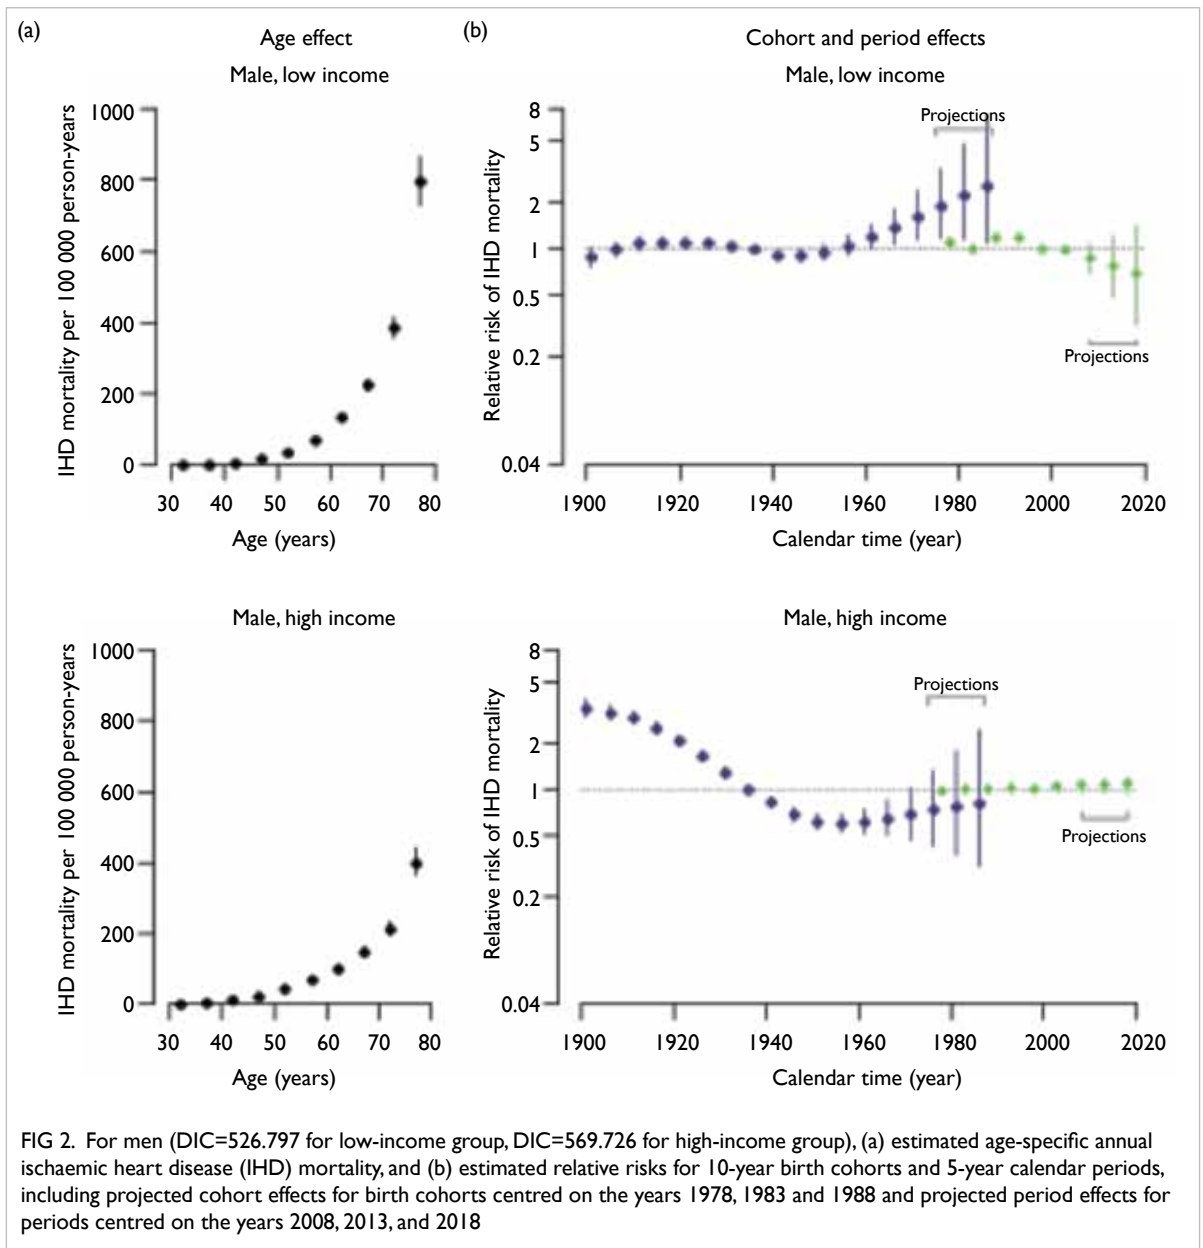 (a)
Age effect
Male, low income
IHD mortality per 100 000 person-years
1000
800
600
400
200
0
30 40 50 60 70 80
Age (years)
(b)
Cohort and period effects
Male, low income
Relative risk of IHD mortality
8
5
2
1
0.5
0.2
0.04
Projections
Projections
1900 1920 1940 1960 1980 2000 2020
Calendar time (year)
Male, high income
IHD mortality per 100 000 person-years
1000
800
600
400
200
0
30 40 50 60 70 80
Age (years)
Male, high income
Relative risk of IHD mortality
8
5
2
1
0.5
0.2
0.04
Projections
Projections
1900 1920 1940 1960 1980 2000 2020
Calendar time (year)
FIG 2. For men (DIC=526.797 for low-income group, DIC=569.726 for high-income group), (a) estimated age-specific annual
ischaemic heart disease (IHD) mortality, and (b) estimated relative risks for 10-year birth cohorts and 5-year calendar periods,
including projected cohort effects for birth cohorts centred on the years 1978, 1983 and 1988 and projected period effects for
periods centred on the years 2008, 2013, and 2018